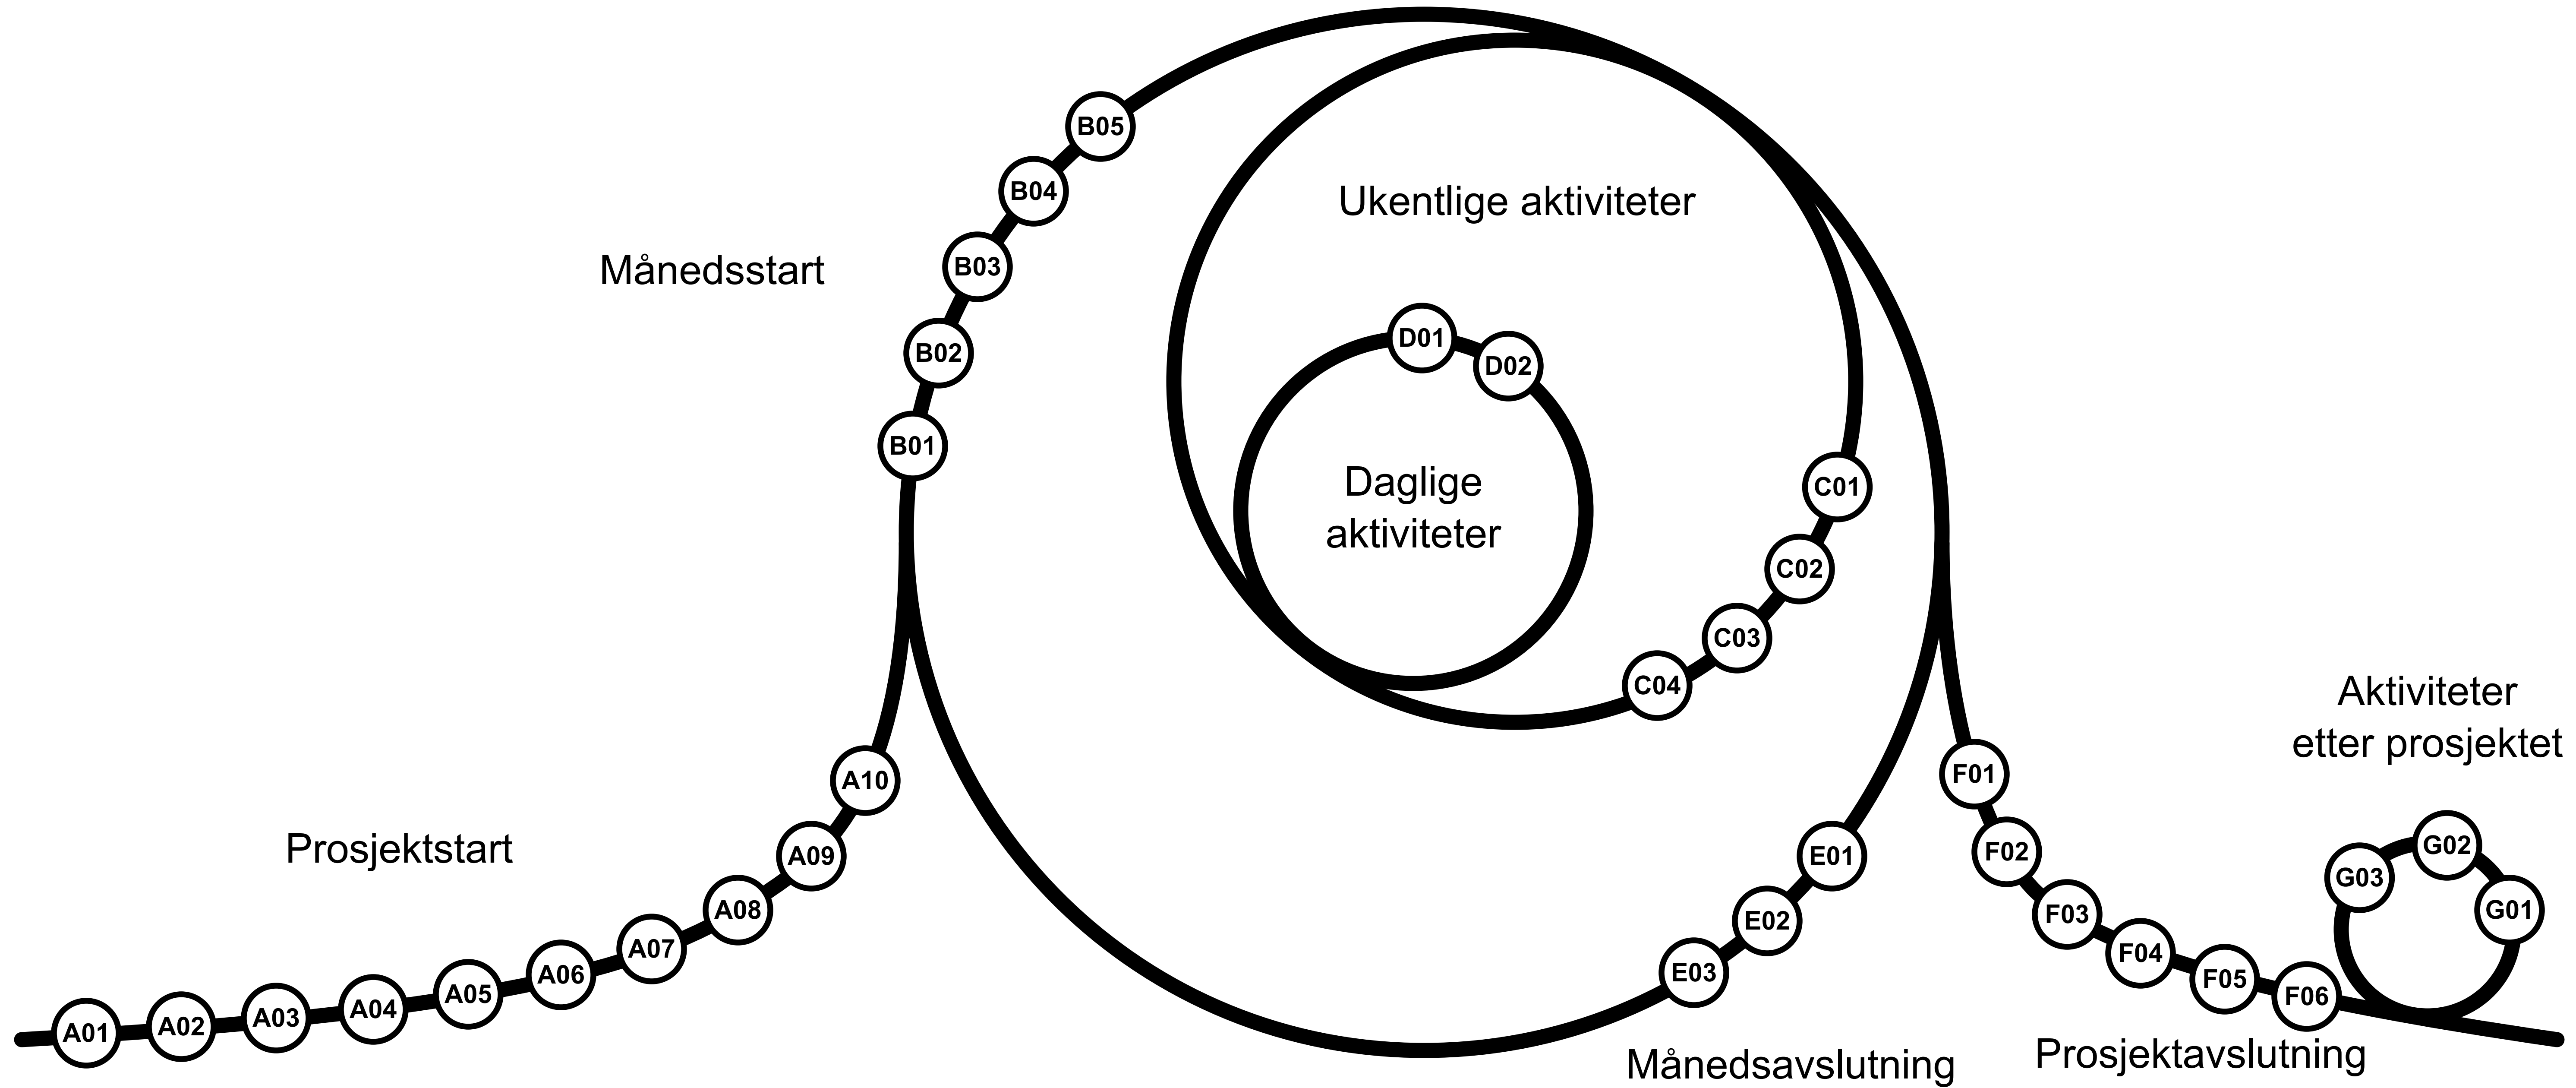 Prosjektstart
A01
A02
A03
A04
A05
A06
A07
A08
A09
A10
Månedsstart
B01
B02
B03
B04
B05
Ukentlige aktiviteter
C01
C02
C03
C04
Daglige
aktiviteter
D01
D02
Månedsavslutning
E01
E02
E03
Prosjektavslutning
F01
F02
F03
F04
F05
F06
Aktiviteter
etter prosjektet
G01
G02
G03